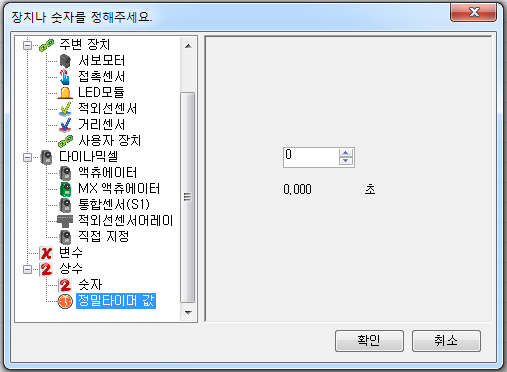 장치나 숫자를 정해주세요.
주변 장치
서보모터
접촉센서
LED모듈
적외선센서
거리센서
사용자 장치
다이나믹셀
액츄에이터
MX 액츄에이터
통합센서(S1)
적외선센서어레이
직접 지정
변수
상수
숫자
정밀타이머 값
0
0,000 초
확인 취소